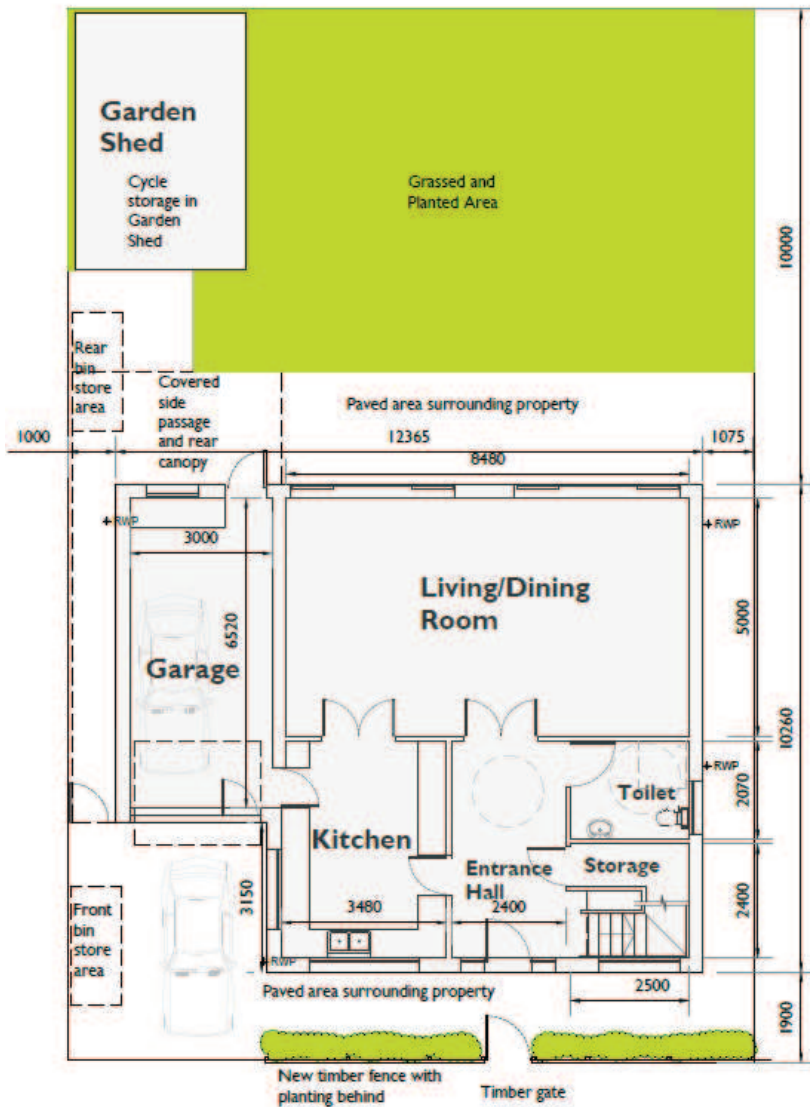 Garden
Shed
Cycle
storage in
Garden
Shed
Grassed and
Planted Area
10000
Rear
bin
store
area
Covered
side
passage
and rear
canopy
Paved area surrounding property
1000
12365
1075
8480
RWP
RWP
3000
Living/Dining
Room
5000
6520
Garage
10260
RWP
2070
Toilet
Kitchen
Entrance
Hall
Storage
3150
3480
2400
2400
Front
bin
store
area
RWP
Paved area surrounding property
2500
1900
New timber fence with
planting behind
Timber gate